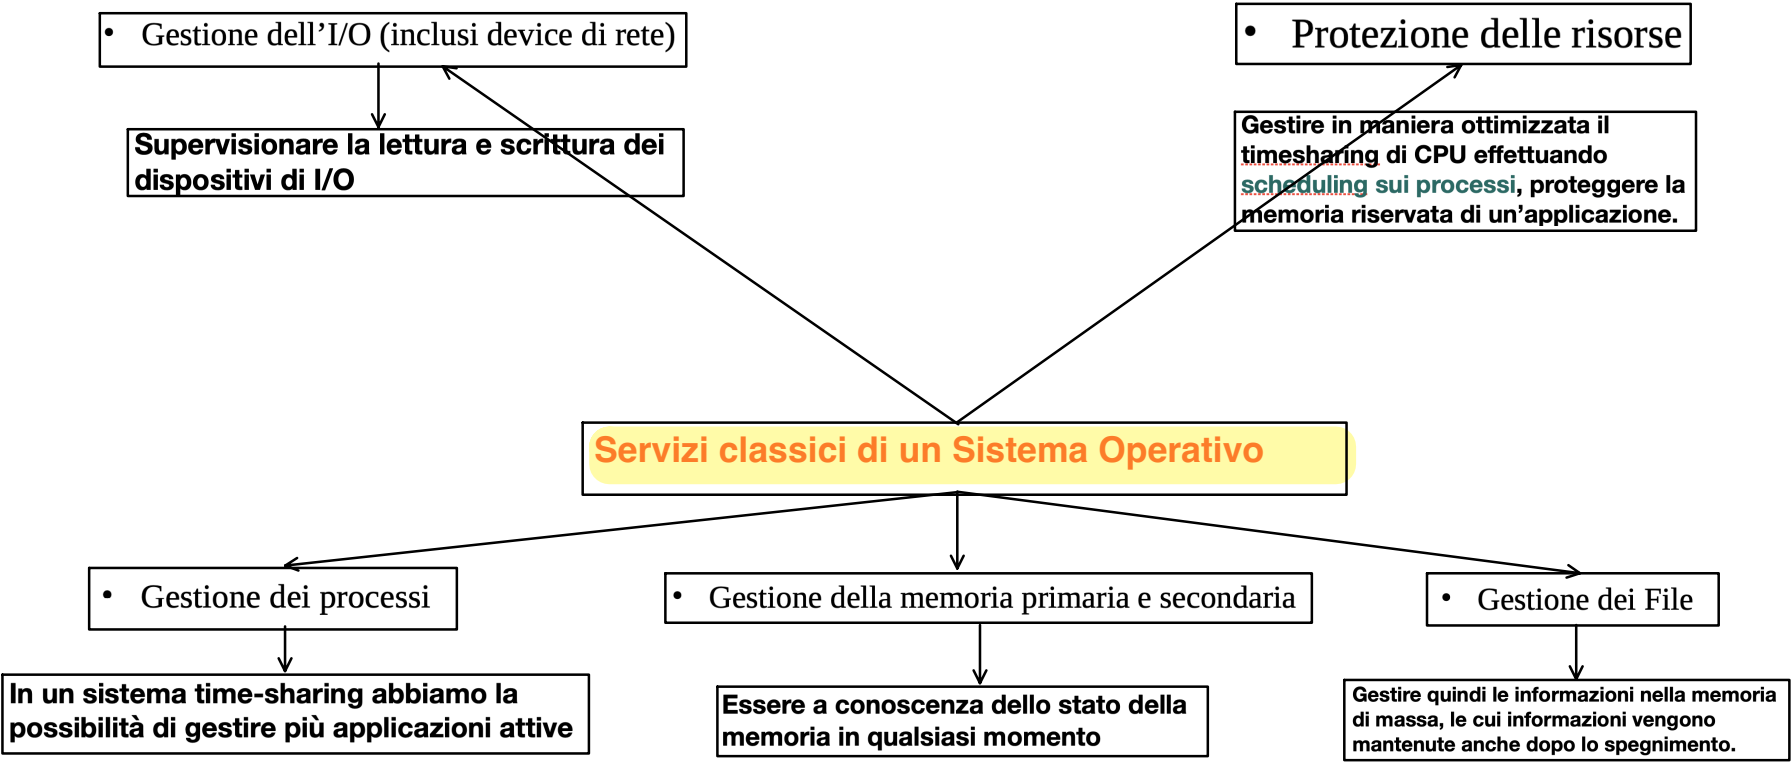 • Gestione dell'I/O (inclusi device di rete)
Supervisionare la lettura e scrittura dei
dispositivi di I/O
• Protezione delle risorse
Gestire in maniera ottimizzata il
timesharing di CPU effettuando
scheduling sui processi, proteggere la
memoria riservata di un'applicazione.
Servizi classici di un Sistema Operativo
• Gestione dei processi
In un sistema time-sharing abbiamo la
possibilità di gestire più applicazioni attive
• Gestione della memoria primaria e secondaria
Essere a conoscenza dello stato della
memoria in qualsiasi momento
• Gestione dei File
Gestire quindi le informazioni nella memoria
di massa, le cui informazioni vengono
mantenute anche dopo lo spegnimento.